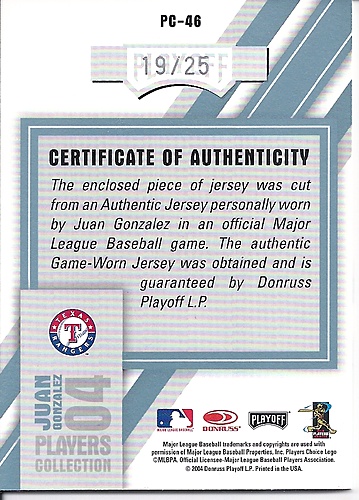 PC-46
PLAYOFF
19/25
CERTIFICATE OF AUTHENTICITY
The enclosed piece of jersey was cut
from an Authentic Jersey personally worn
by Juan Gonzalez in an official Major
League Baseball game. The authentic
Game-Worn Jersey was obtained and is
guaranteed by Donruss
Playoff L.P.
TEXAS
T
RANGERS
JUAN
GONZALEZ
04
PLAYERS
COLLECTION
DONRUSS
PLAYOFF
Major League Baseball trademarks and copyrights are used with
permission of Major League Baseball Properties, Inc. Players Choice Logo
©MLBPA. Official Licensee-Major League Baseball Players Association.
© 2004 Donruss Playoff L.P. Printed in the USA.